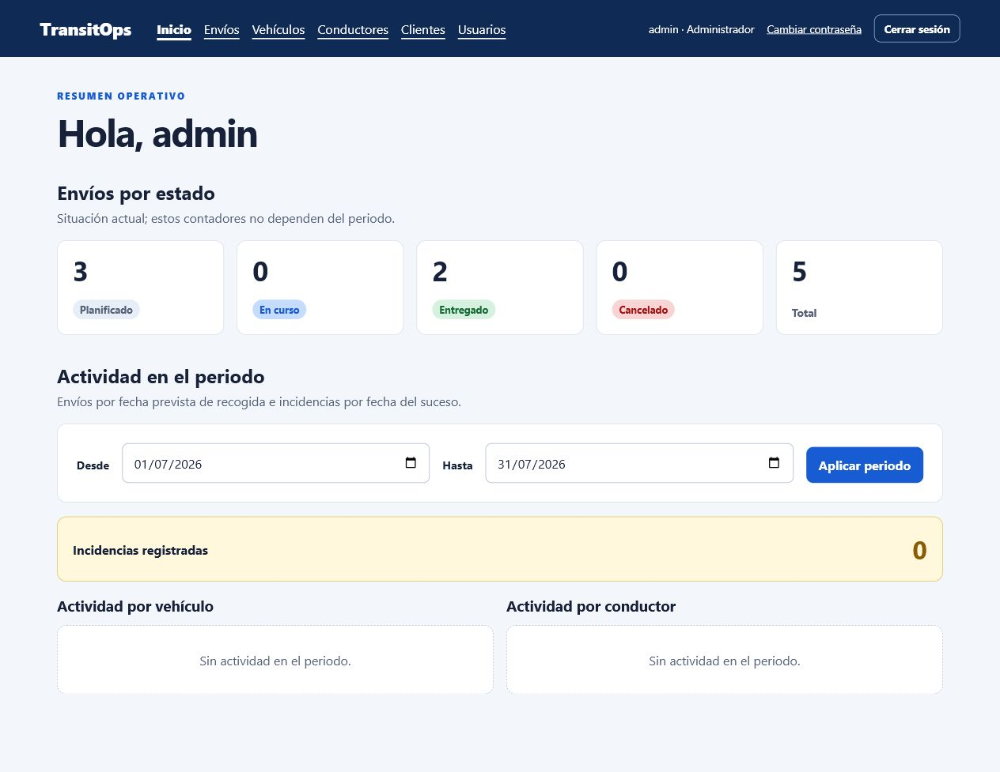 TransitOps Inicio Envíos Vehículos Conductores Clientes Usuarios admin · Administrador Cambiar contraseña Cerrar sesión
RESUMEN OPERATIVO
Hola, admin
Envíos por estado
Situación actual; estos contadores no dependen del periodo.
3 0 2 0 5
Planificado En curso Entregado Cancelado Total
Actividad en el periodo
Envíos por fecha prevista de recogida e incidencias por fecha del suceso.
Desde 01/07/2026 Hasta 31/07/2026 Aplicar periodo
Incidencias registradas 0
Actividad por vehículo Actividad por conductor
Sin actividad en el periodo. Sin actividad en el periodo.